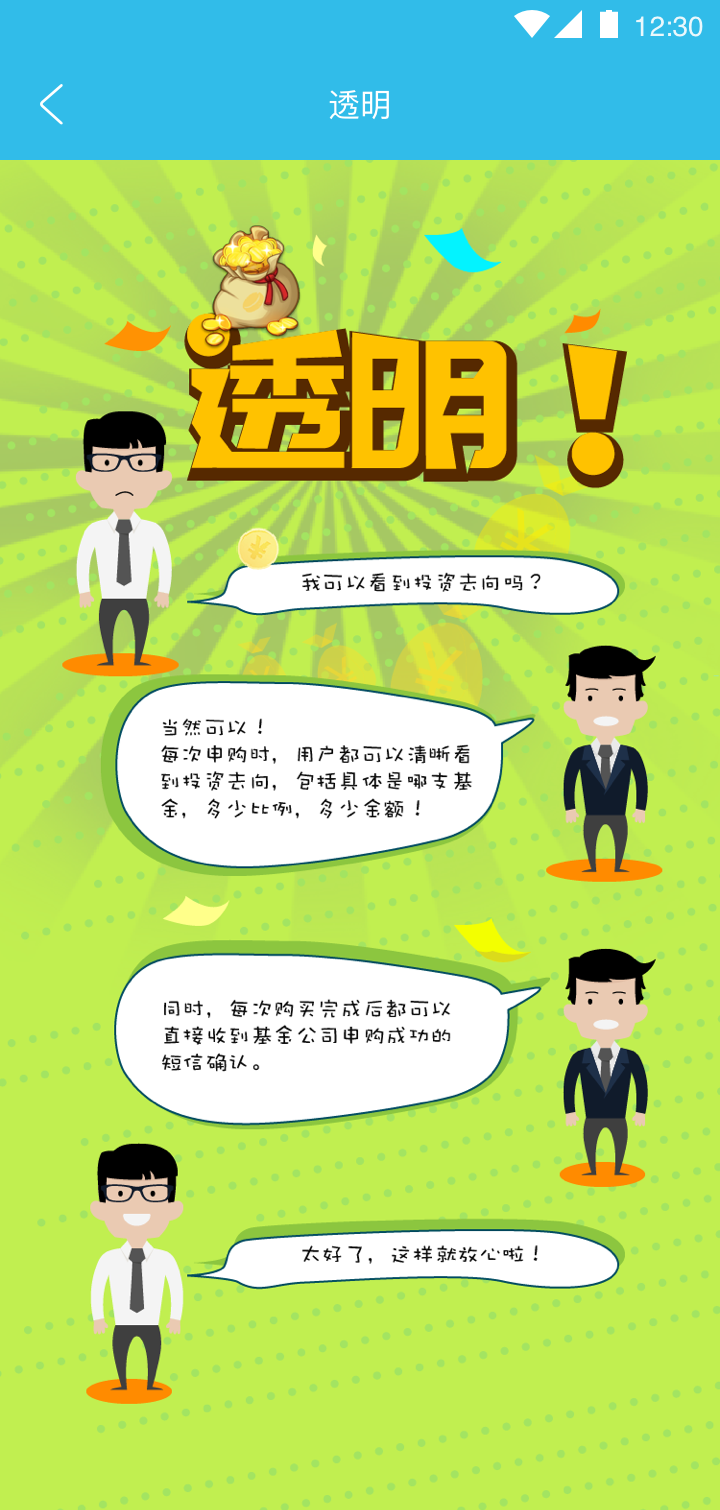 12:30
透明
透明！
我可以看到投资去向吗？
当然可以！
每次申购时，用户都可以清晰看
到投资去向，包括具体是哪支基
金，多少比例，多少金额！
同时，每次购买完成后都可以
直接收到基金公司申购成功的
短信确认。
太好了，这样就放心啦！